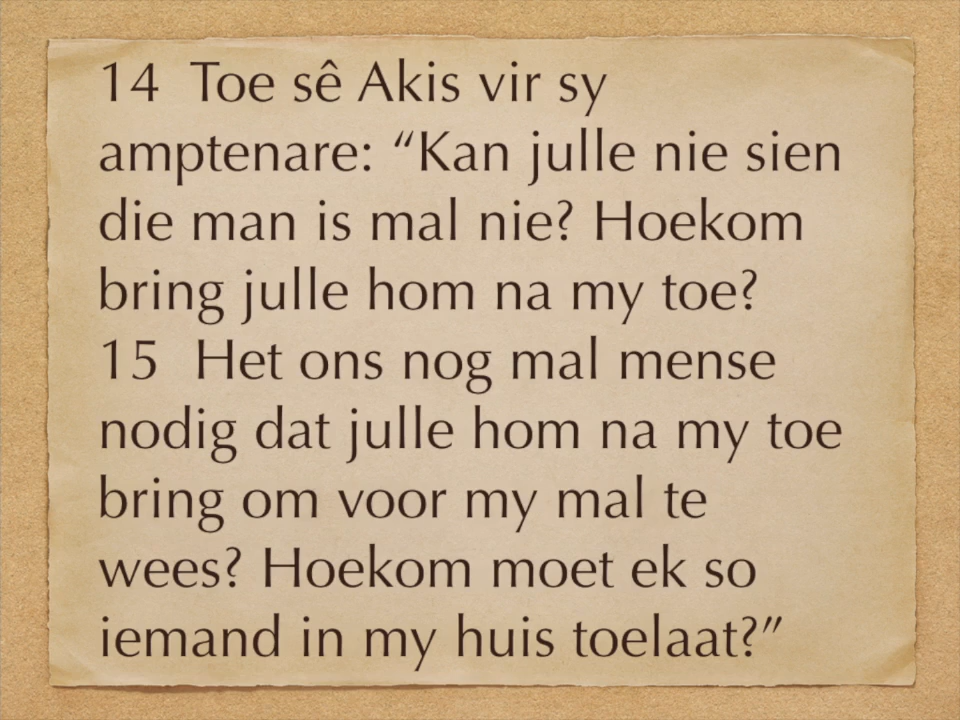 14  Toe sê Akis vir sy
amptenare: “Kan julle nie sien
die man is mal nie? Hoekom
bring julle hom na my toe?
15  Het ons nog mal mense
nodig dat julle hom na my toe
bring om voor my mal te
wees? Hoekom moet ek so
iemand in my huis toelaat?”